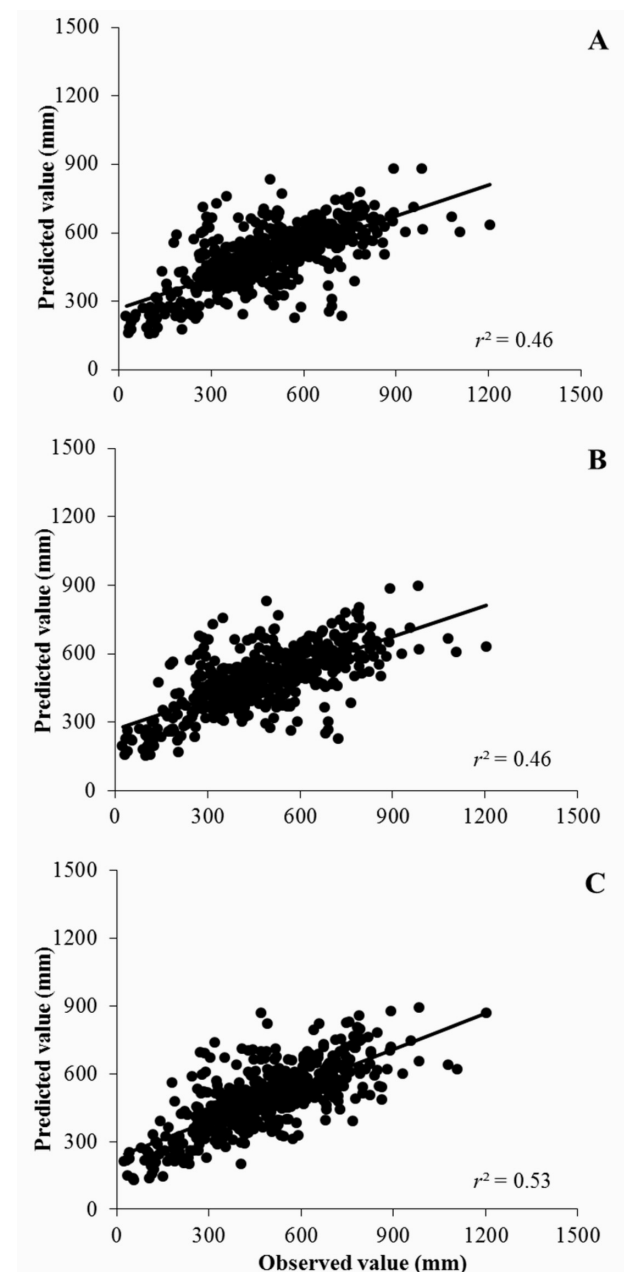 A
1500
1200
900
600
300
0
Predicted value (mm)
r² = 0.46
0 300 600 900 1200 1500
B
1500
1200
900
600
300
0
Predicted value (mm)
r² = 0.46
0 300 600 900 1200 1500
C
1500
1200
900
600
300
0
Predicted value (mm)
r² = 0.53
0 300 600 900 1200 1500
Observed value (mm)